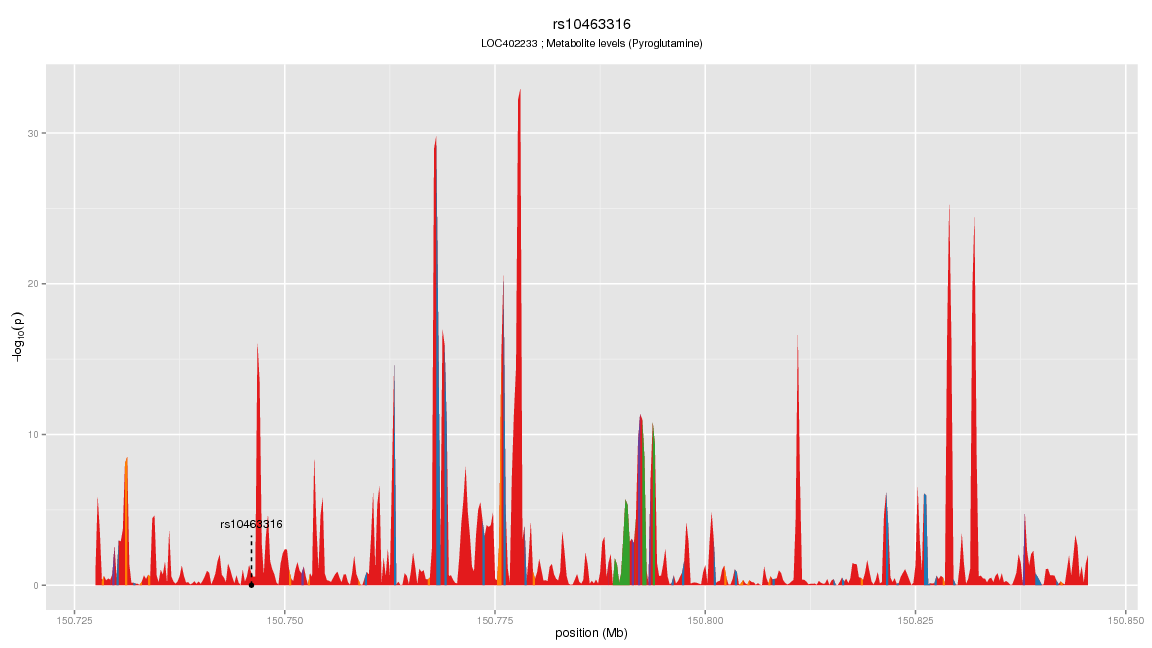 rs10463316
LOC402233 ; Metabolite levels (Pyroglutamine)
30
20
10
0
−log10(p)
rs10463316
150.725 150.750 150.775 150.800 150.825 150.850
position (Mb)